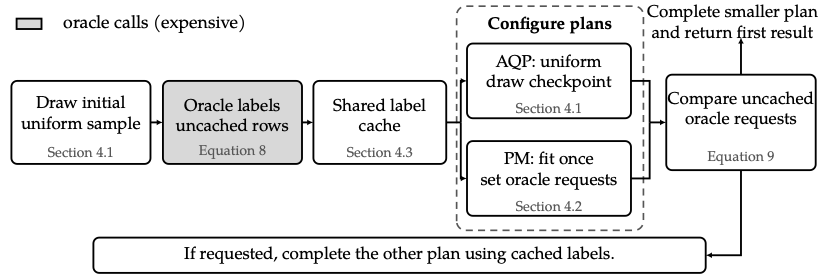 oracle calls (expensive)
Draw initial
uniform sample
Section 4.1
Oracle labels
uncached rows
Equation 8
Shared label
cache
Section 4.3
Configure plans
AQP: uniform
draw checkpoint
Section 4.1
PM: fit once
set oracle requests
Section 4.2
Complete smaller plan
and return first result
Compare uncached
oracle requests
Equation 9
If requested, complete the other plan using cached labels.